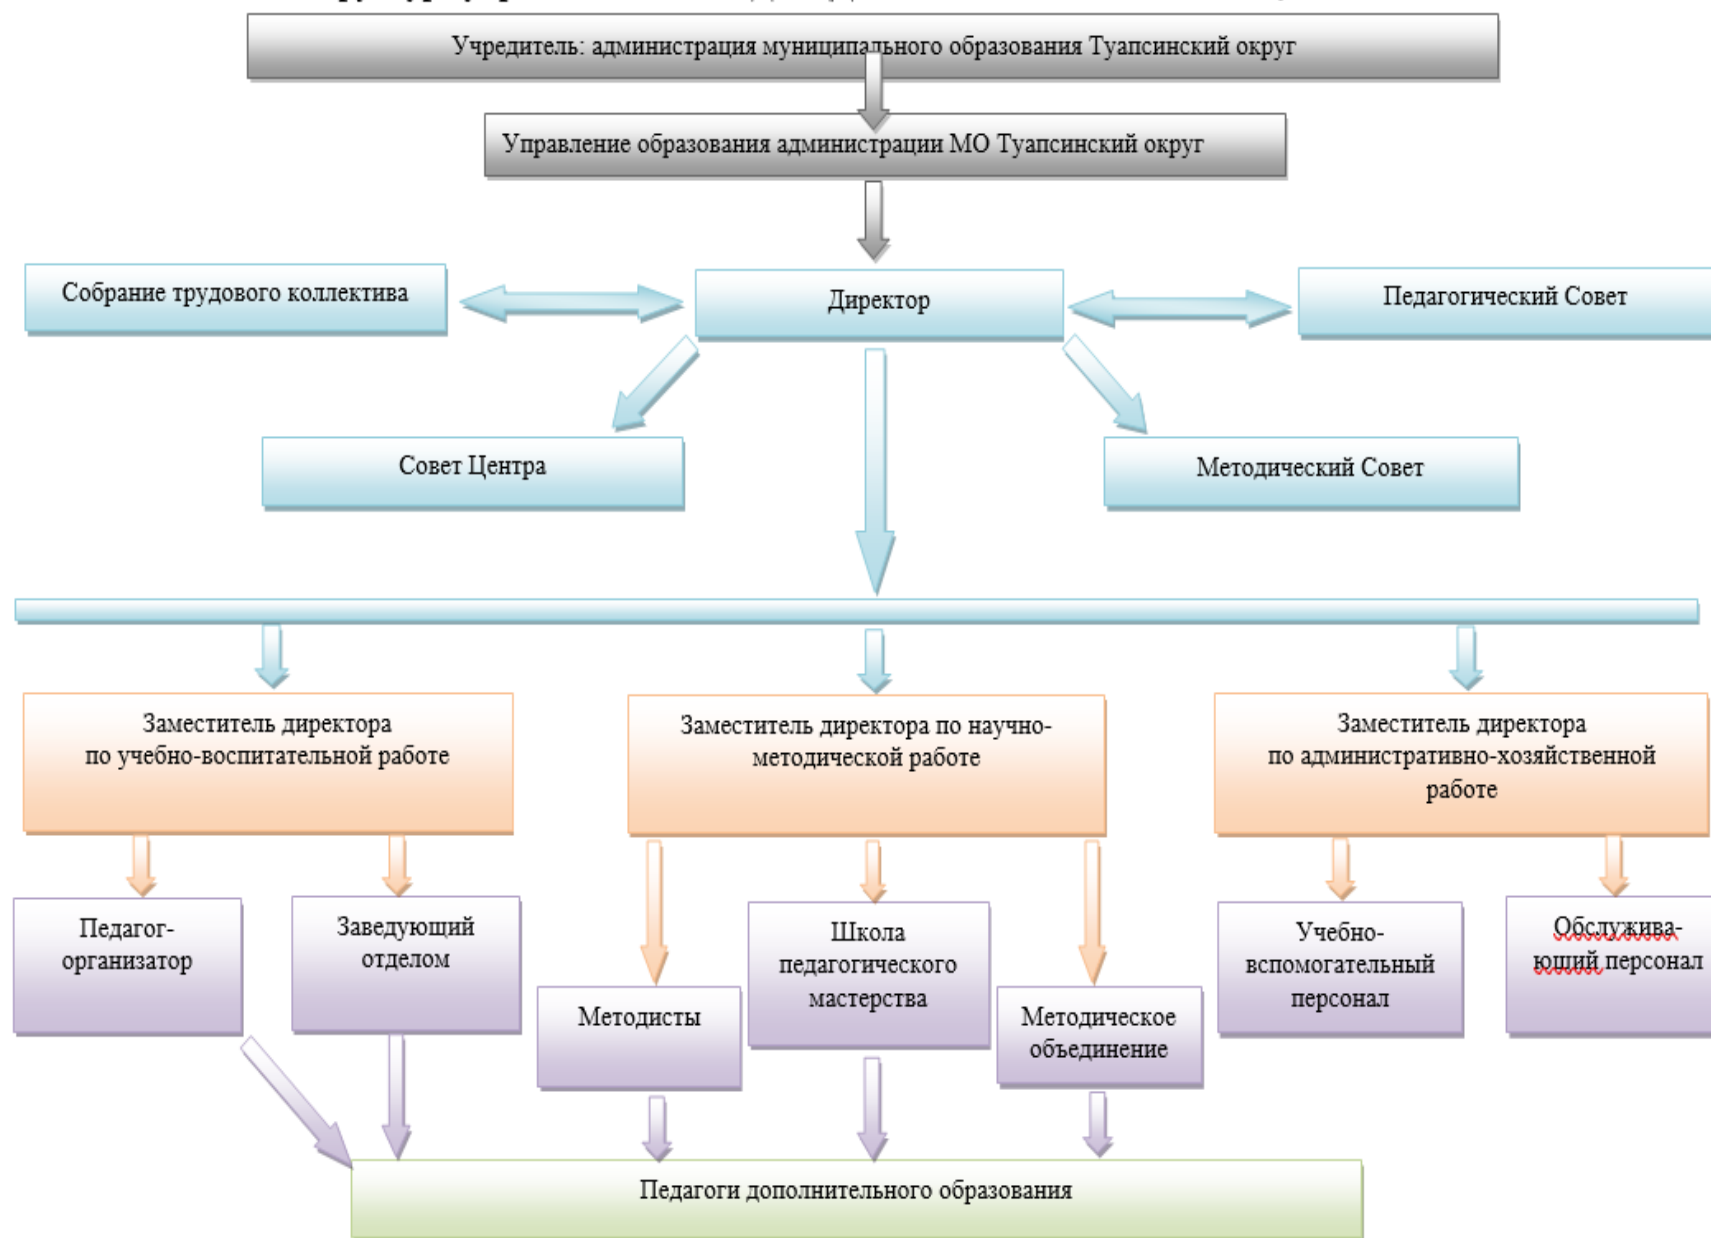 Учредитель: администрация муниципального образования Туапсинский округ
Управление образования администрации МО Туапсинский округ
Собрание трудового коллектива
Директор
Педагогический Совет
Совет Центра
Методический Совет
Заместитель директора
по учебно-воспитательной работе
Заместитель директора по научно-
методической работе
Заместитель директора
по административно-хозяйственной
работе
Педагог-
организатор
Заведующий
отделом
Методисты
Школа
педагогического
мастерства
Методическое
объединение
Учебно-
вспомогательный
персонал
Обслужива-
ющий персонал
Педагоги дополнительного образования